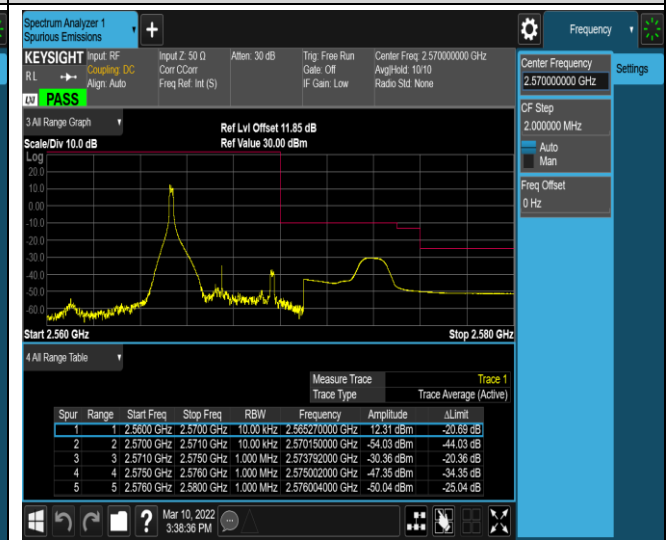 Spectrum Analyzer 1
Spurious Emissions
+
Frequency
KEYSIGHT Input: RF Input Z: 50 Ω Atten: 30 dB Trig: Free Run Center Freq: 2.570000000 GHz
R L Coupling: DC Corr CCorr Gate: Off Avg|Hold: 10/10
Align: Auto Freq Ref: Int (S) IF Gain: Low Radio Std: None
LXI PASS
Center Frequency
2.570000000 GHz
Settings
CF Step
2.000000 MHz
Auto
Man
Freq Offset
0 Hz
3 All Range Graph
Ref Lvl Offset 11.85 dB
Scale/Div 10.0 dB Ref Value 30.00 dBm
Log
20.0
10.0
0.00
-10.0
-20.0
-30.0
-40.0
-50.0
-60.0
Start 2.560 GHz Stop 2.580 GHz
4 All Range Table
Measure Trace Trace 1
Trace Type Trace Average (Active)
Spur Range Start Freq Stop Freq RBW Frequency Amplitude ΔLimit
1 1 2.5600 GHz 2.5700 GHz 10.00 kHz 2.565270000 GHz 12.31 dBm -20.69 dB
2 2 2.5700 GHz 2.5710 GHz 10.00 kHz 2.570150000 GHz -54.03 dBm -44.03 dB
3 3 2.5710 GHz 2.5750 GHz 1.000 MHz 2.573792000 GHz -30.36 dBm -20.36 dB
4 4 2.5750 GHz 2.5760 GHz 1.000 MHz 2.575002000 GHz -47.35 dBm -34.35 dB
5 5 2.5760 GHz 2.5800 GHz 1.000 MHz 2.576004000 GHz -50.04 dBm -25.04 dB
? Mar 10, 2022
3:38:36 PM